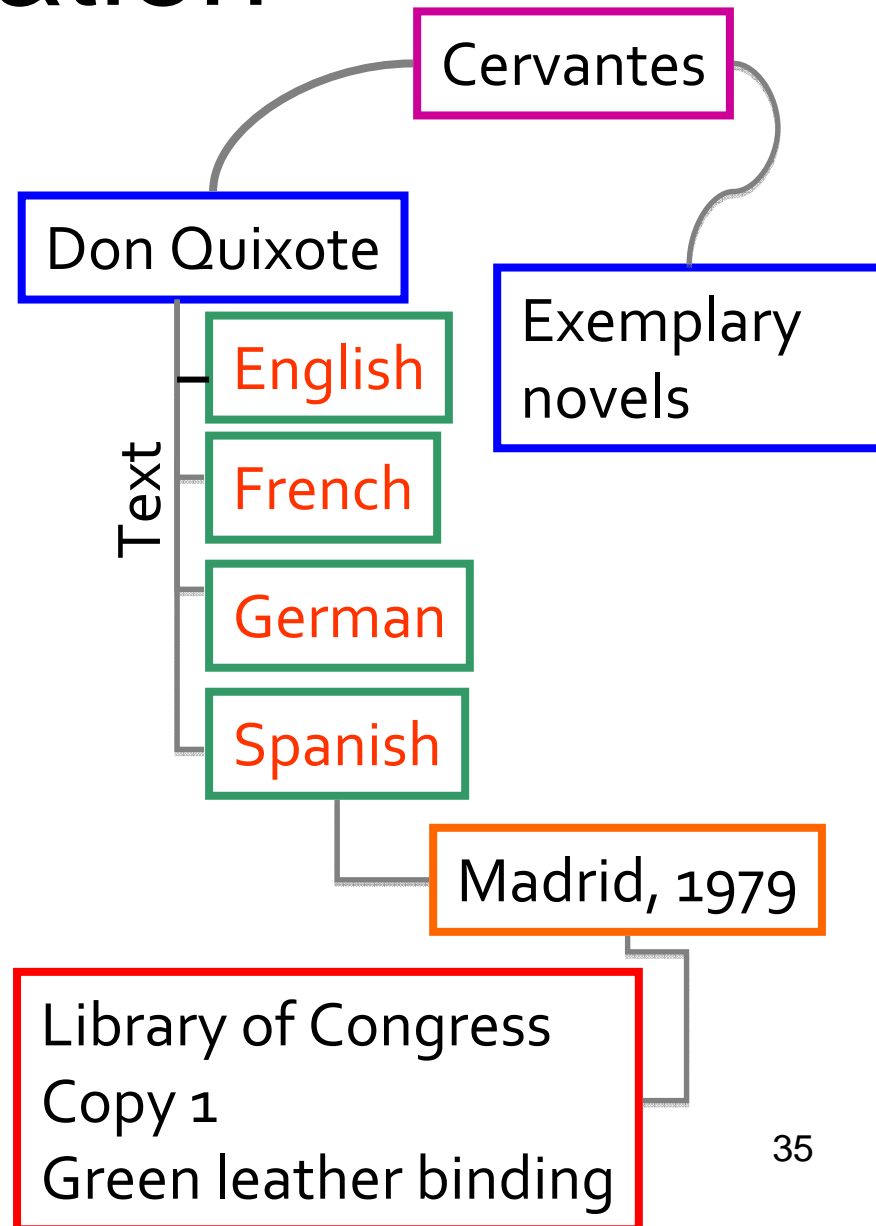 Cervantes
Don Quixote
Exemplary
novels
Text
English
French
German
Spanish
Madrid, 1979
Library of Congress
Copy 1
Green leather binding
35